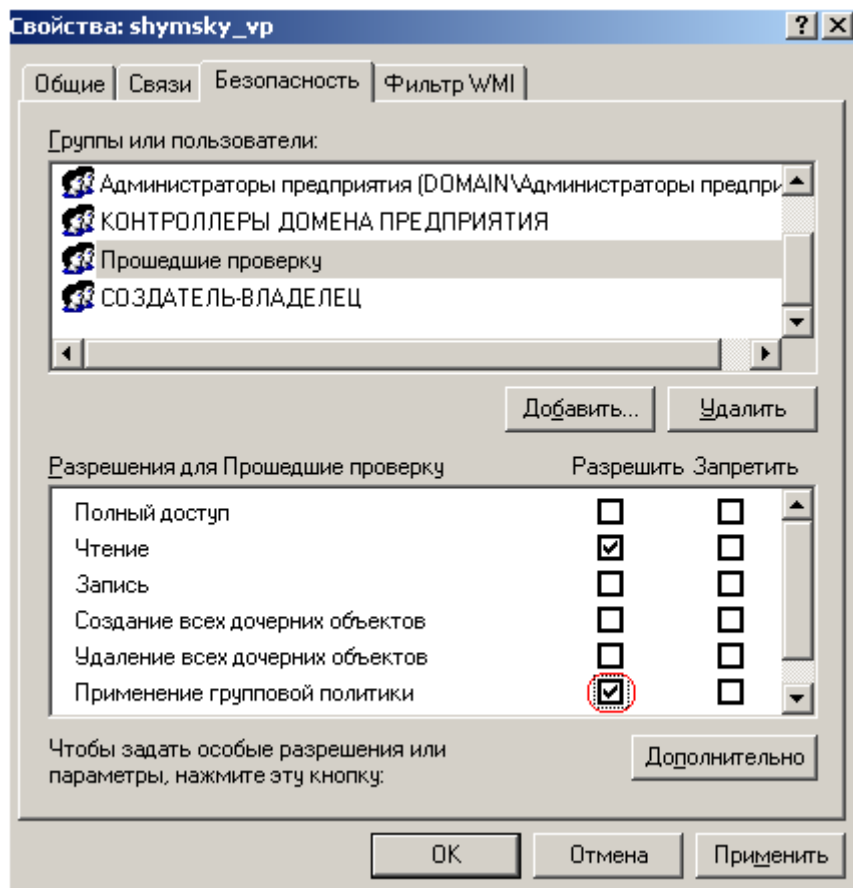 Свойства: shymsky_vp
Общие Связи Безопасность Фильтр WMI
Группы или пользователи:
Администраторы предприятия (DOMAIN\Администраторы предпри
КОНТРОЛЛЕРЫ ДОМЕНА ПРЕДПРИЯТИЯ
Прошедшие проверку
СОЗДАТЕЛЬ-ВЛАДЕЛЕЦ
Добавить... Удалить
Разрешения для Прошедшие проверку Разрешить Запретить
Полный доступ
Чтение
Запись
Создание всех дочерних объектов
Удаление всех дочерних объектов
Применение групповой политики
Чтобы задать особые разрешения или
параметры, нажмите эту кнопку:
Дополнительно
ОК Отмена Применить